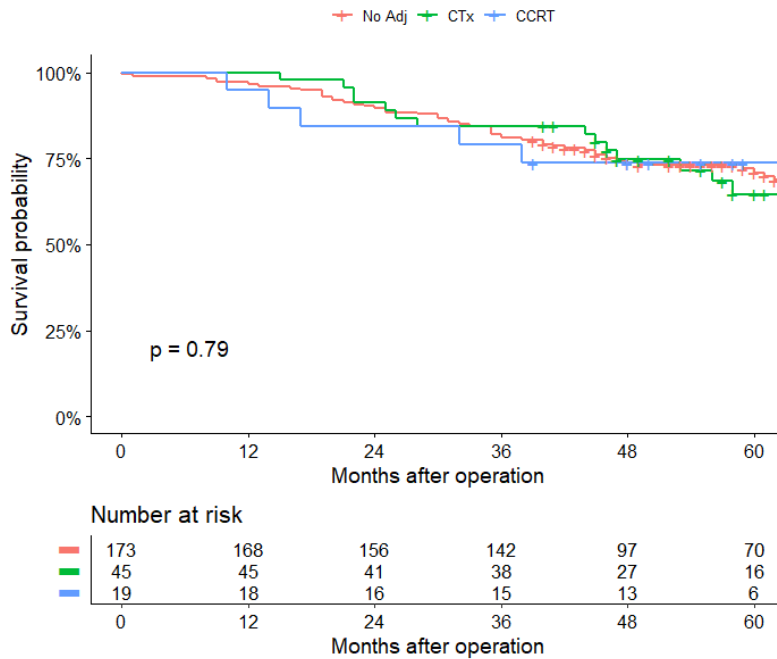 No Adj CTx CCRT
100%
75%
50%
25%
0%
Survival probability
p = 0.79
0 12 24 36 48 60
Months after operation
Number at risk
173 168 156 142 97 70
45 45 41 38 27 16
19 18 16 15 13 6
0 12 24 36 48 60
Months after operation